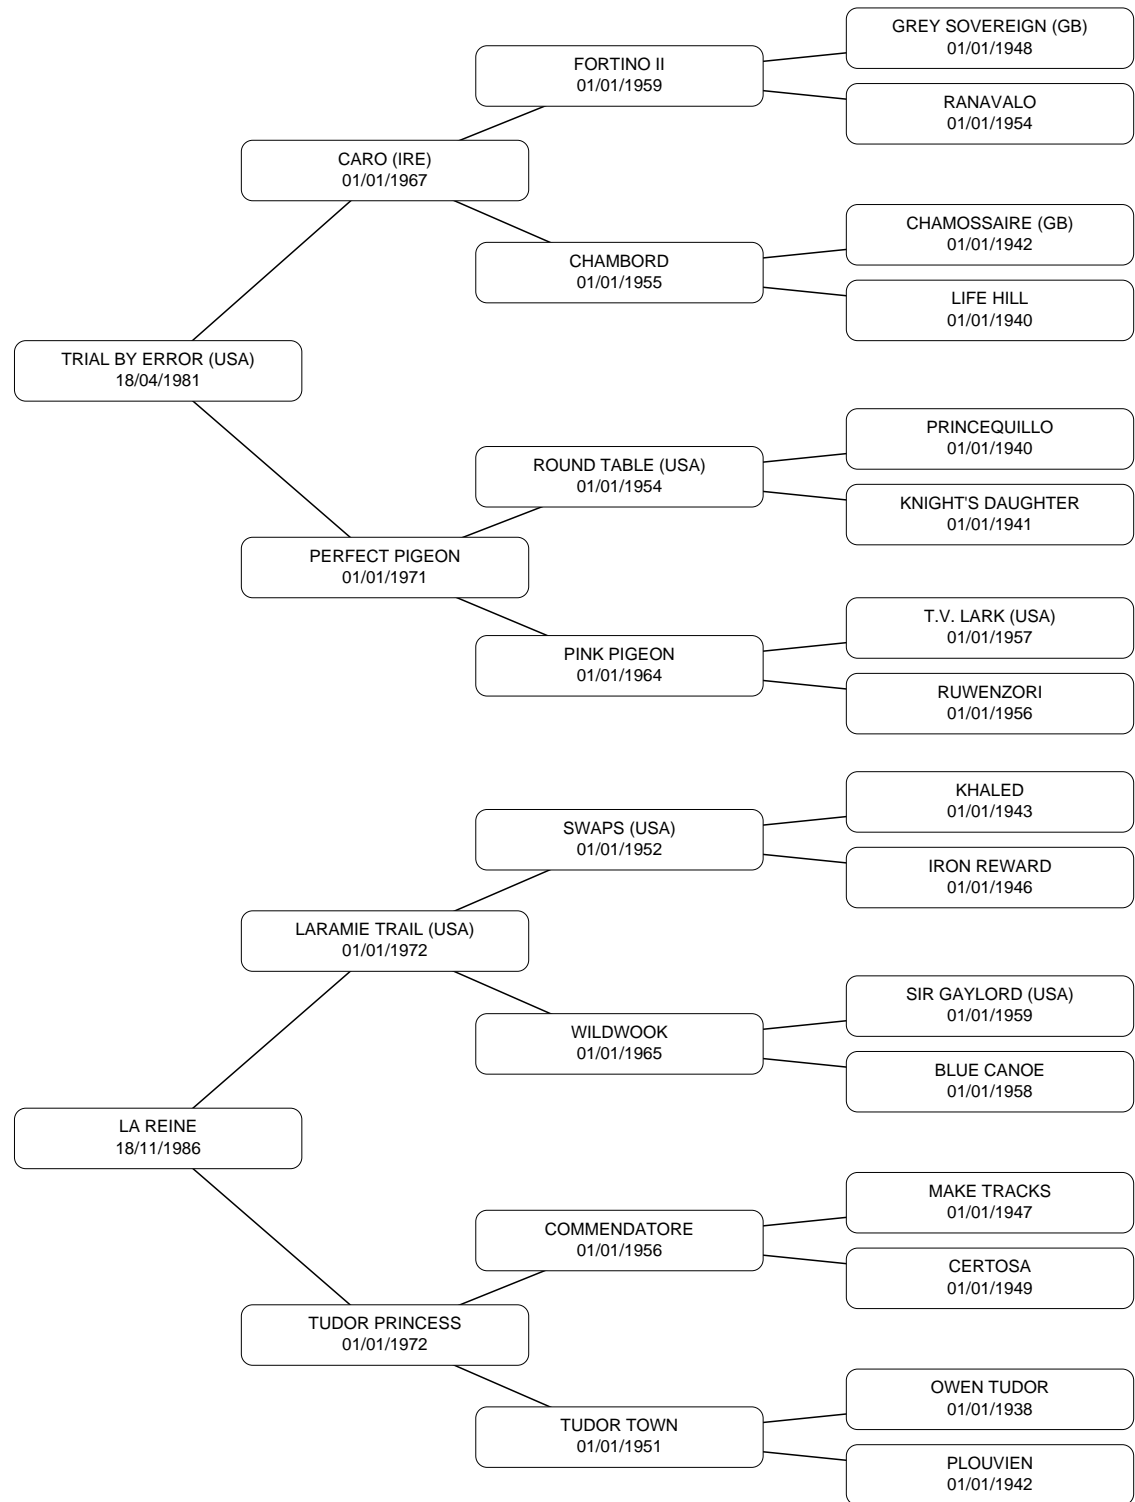 GREY SOVEREIGN (GB)
01/01/1948
FORTINO II
01/01/1959
RANAVALO
01/01/1954
CARO (IRE)
01/01/1967
CHAMOSSAIRE (GB)
01/01/1942
CHAMBORD
01/01/1955
LIFE HILL
01/01/1940
TRIAL BY ERROR (USA)
18/04/1981
PRINCEQUILLO
01/01/1940
ROUND TABLE (USA)
01/01/1954
KNIGHT'S DAUGHTER
01/01/1941
PERFECT PIGEON
01/01/1971
T.V. LARK (USA)
01/01/1957
PINK PIGEON
01/01/1964
RUWENZORI
01/01/1956
KHALED
01/01/1943
SWAPS (USA)
01/01/1952
IRON REWARD
01/01/1946
LARAMIE TRAIL (USA)
01/01/1972
SIR GAYLORD (USA)
01/01/1959
WILDWOOK
01/01/1965
BLUE CANOE
01/01/1958
LA REINE
18/11/1986
MAKE TRACKS
01/01/1947
COMMENDATORE
01/01/1956
CERTOSA
01/01/1949
TUDOR PRINCESS
01/01/1972
OWEN TUDOR
01/01/1938
TUDOR TOWN
01/01/1951
PLOUVIEN
01/01/1942